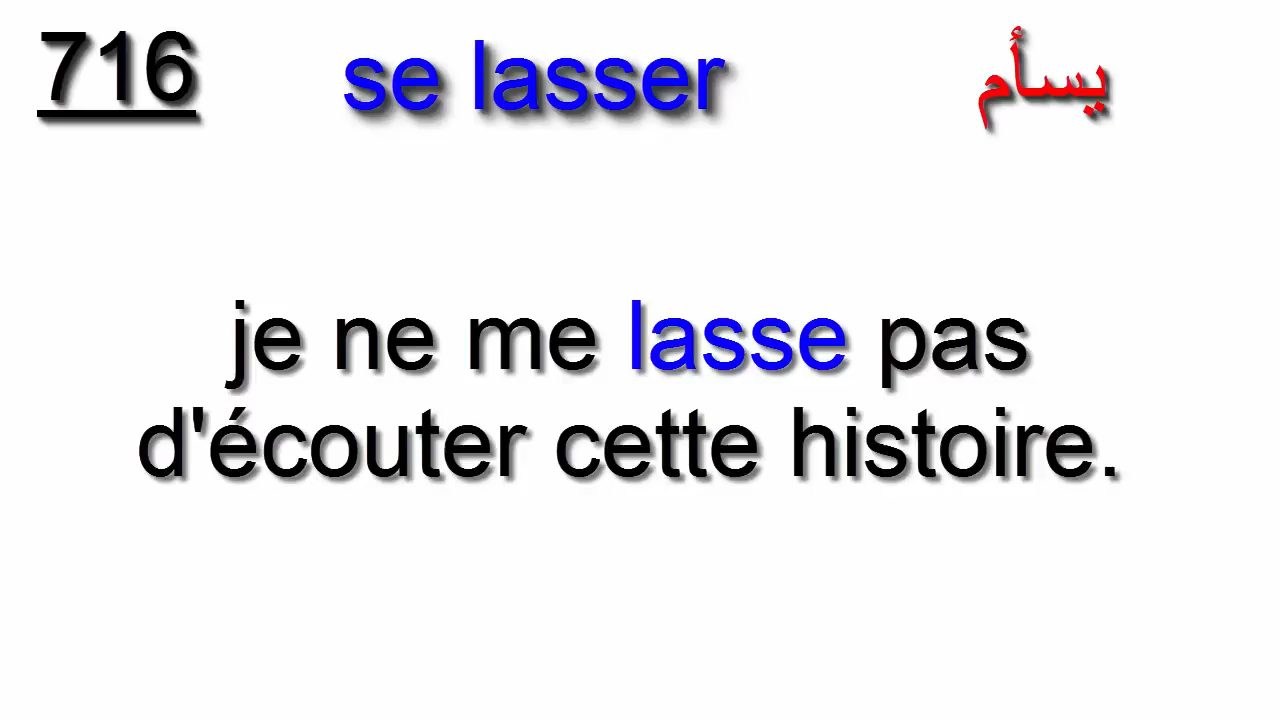 716 se lasser يسأم
je ne me lasse pas
d'écouter cette histoire.